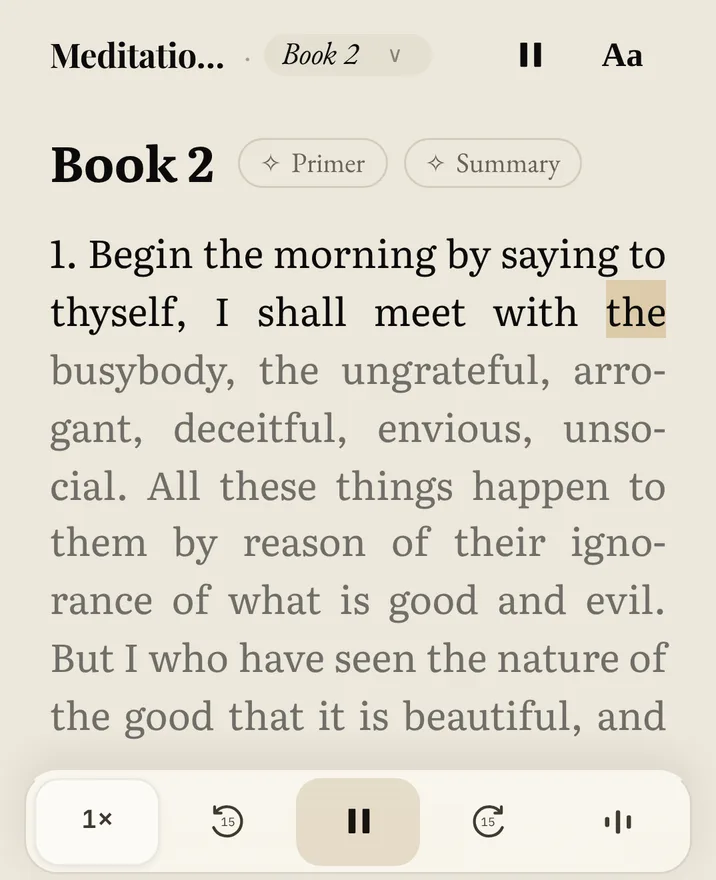 Meditatio... · Book 2 ∨ Aa
Book 2 Primer Summary
1. Begin the morning by saying to
thyself, I shall meet with the
busybody, the ungrateful, arro-
gant, deceitful, envious, unso-
cial. All these things happen to
them by reason of their igno-
rance of what is good and evil.
But I who have seen the nature of
the good that it is beautiful, and
1× 15 15